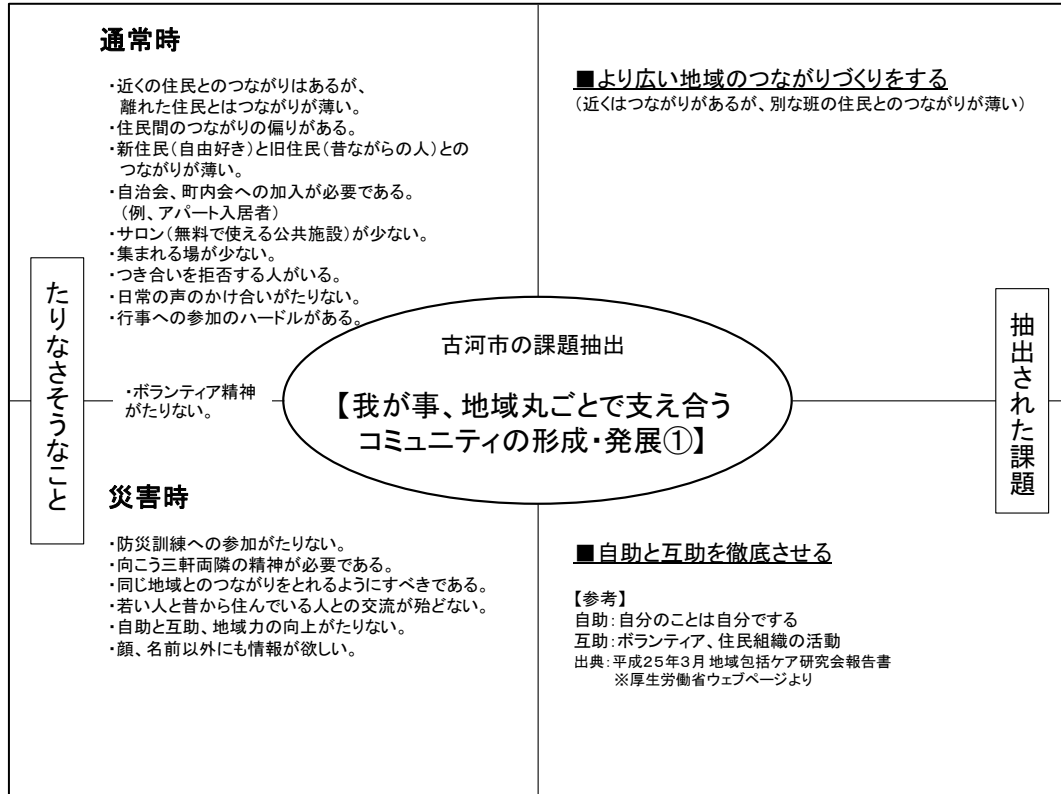 通常時
・近くの住民とのつながりはあるが、
離れた住民とはつながりが薄い。
・住民間のつながりの偏りがある。
・新住民(自由好き)と旧住民(昔ながらの人)との
つながりが薄い。
・自治会、町内会への加入が必要である。
(例、アパート入居者)
・サロン(無料で使える公共施設)が少ない。
・集まれる場が少ない。
・つき合いを拒否する人がいる。
・日常の声のかけ合いがたりない。
・行事への参加のハードルがある。
たりなさそうなこと
・ボランティア精神
がたりない。
災害時
・防災訓練への参加がたりない。
・向こう三軒両隣の精神が必要である。
・同じ地域とのつながりをとれるようにすべきである。
・若い人と昔から住んでいる人との交流が殆どない。
・自助と互助、地域力の向上がたりない。
・顔、名前以外にも情報が欲しい。
古河市の課題抽出
【我が事、地域丸ごとで支え合う
コミュニティの形成・発展①】
■より広い地域のつながりづくりをする
(近くはつながりがあるが、別な班の住民とのつながりが薄い)
抽出された課題
■自助と互助を徹底させる
【参考】
自助:自分のことは自分でする
互助:ボランティア、住民組織の活動
出典:平成25年3月 地域包括ケア研究会報告書
※厚生労働省ウェブページより